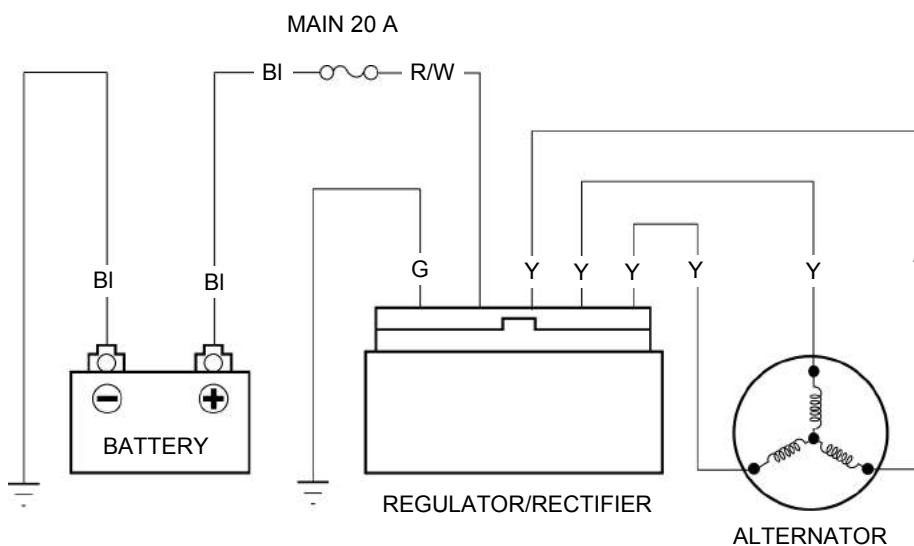 MAIN 20 A
Bl R/W
G Y Y Y Y Y
Bl Bl
BATTERY
REGULATOR/RECTIFIER
ALTERNATOR